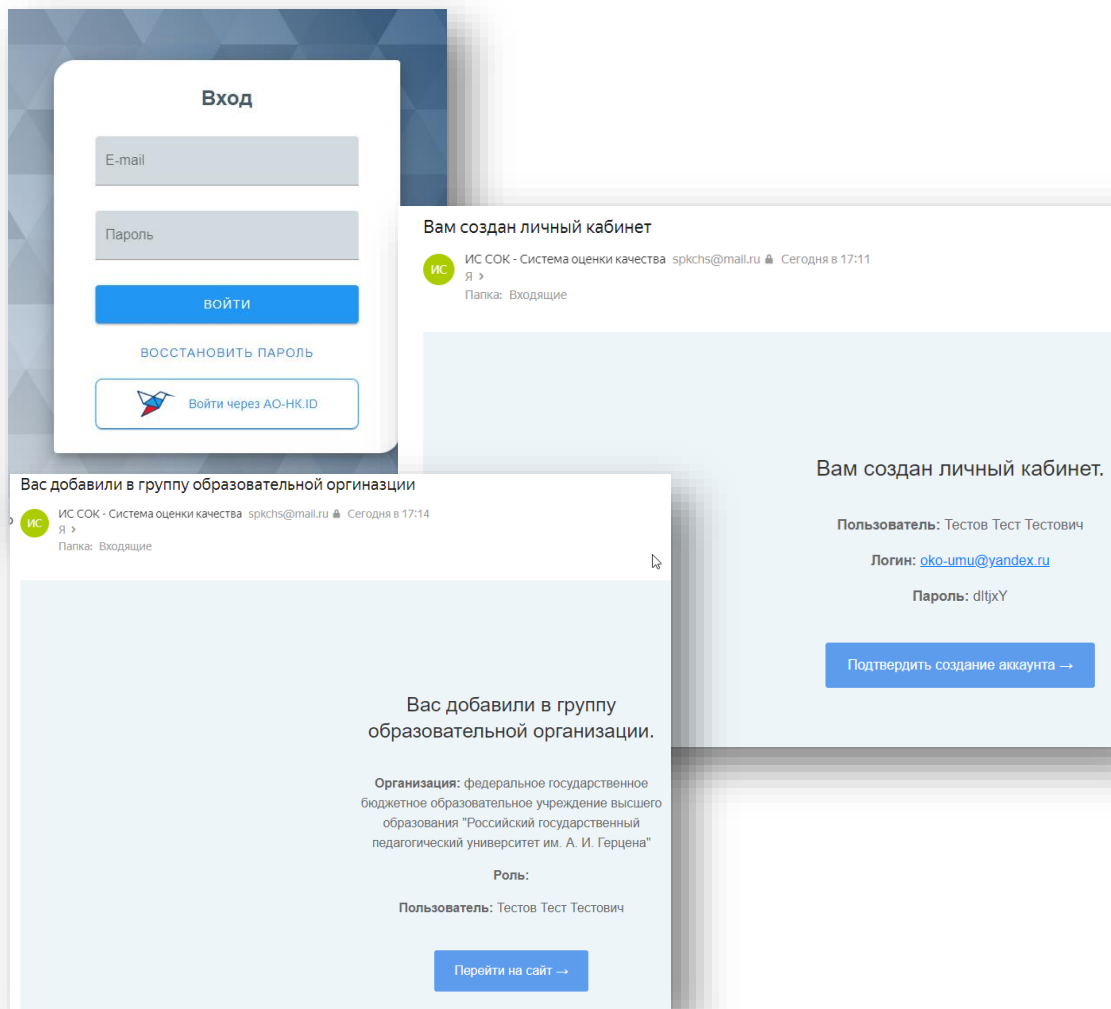 Вход
E-mail
Пароль
ВОЙТИ
ВОССТАНОВИТЬ ПАРОЛЬ
Войти через АО-НК.ID
Вам создан личный кабинет
ИС
ИС СОК - Система оценки качества spkchs@mail.ru Сегодня в 17:11
Я >
Папка: Входящие
Вам создан личный кабинет.
Пользователь: Тестов Тест Тестович
Логин: oko-umu@yandex.ru
Пароль: dltjxY
Подтвердить создание аккаунта →
Вас добавили в группу образовательной оргиназции
ИС
ИС СОК - Система оценки качества spkchs@mail.ru Сегодня в 17:14
Я >
Папка: Входящие
Вас добавили в группу
образовательной организации.
Организация: федеральное государственное
бюджетное образовательное учреждение высшего
образования "Российский государственный
педагогический университет им. А. И. Герцена"
Роль:
Пользователь: Тестов Тест Тестович
Перейти на сайт →